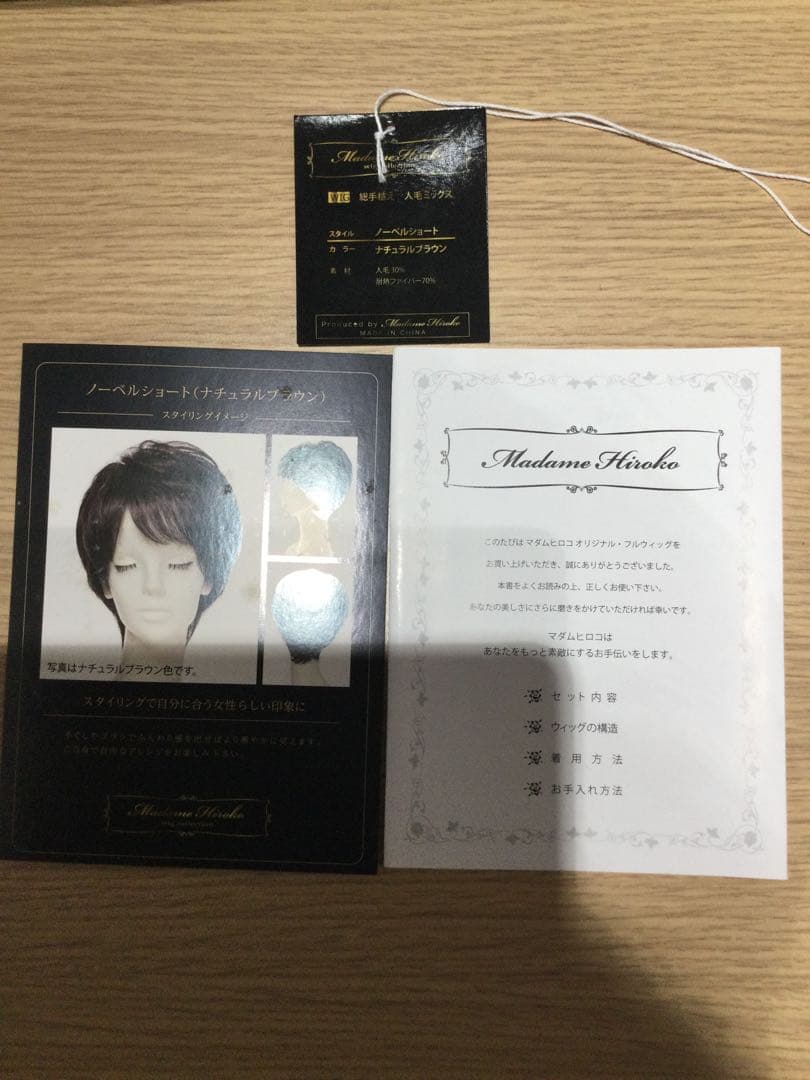 Madame Hiroko
wig collection
WIG 総手植え 人毛ミックス
スタイル ノーベルショート
カラー ナチュラルブラウン
素材 人毛30%
耐熱ファイバー70%
Produced by Madame Hiroko
MADE IN CHINA
ノーベルショート(ナチュラルブラウン)
スタイリングイメージ
写真はナチュラルブラウン色です。
スタイリングで自分に合う女性らしい印象に
Madame Hiroko
wig collection
Madame Hiroko
このたびは マダムヒロコ オリジナル・フルウィッグを
お買い上げいただき、誠にありがとうございました。
本書をよくお読みの上、正しくお使い下さい。
あなたの美しさにさらに磨きをかけていただければ幸いです。
マダムヒロコは
あなたをもっと素敵にするお手伝いをします。
セット内容
ウィッグの構造
着用方法
お手入れ方法